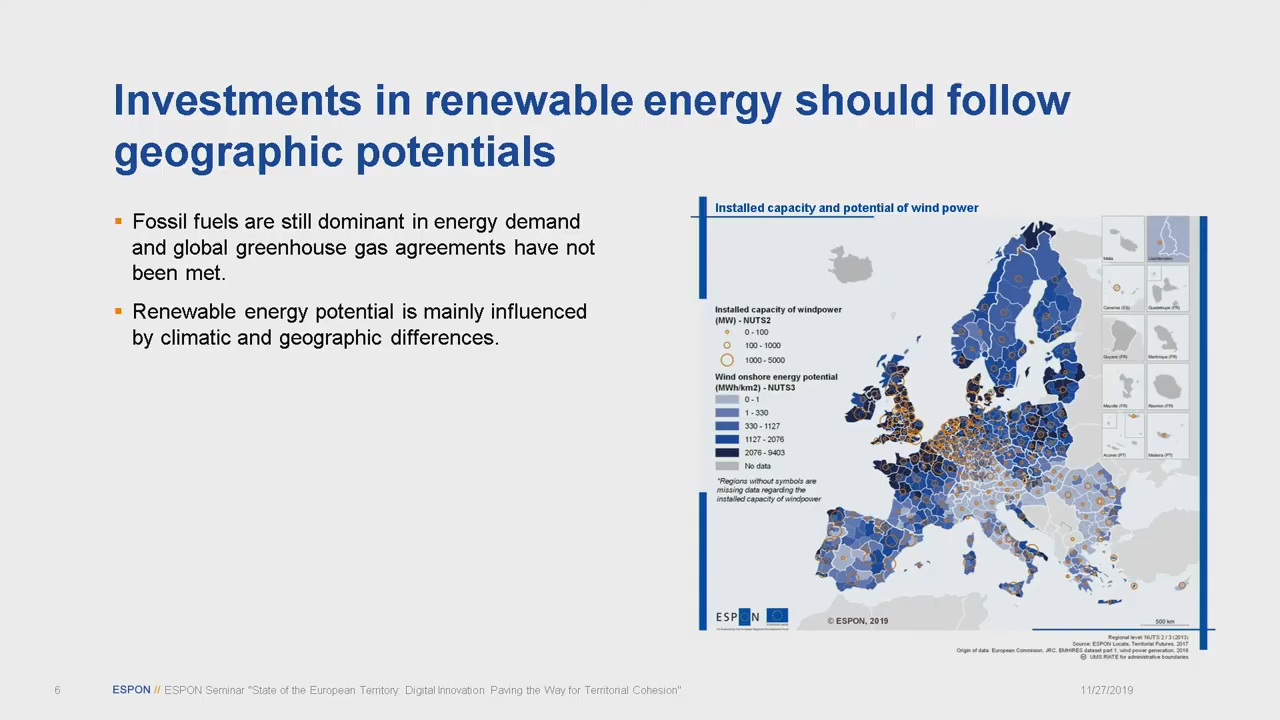 Investments in renewable energy should follow
geographic potentials
Fossil fuels are still dominant in energy demand
and global greenhouse gas agreements have not
been met.
Renewable energy potential is mainly influenced
by climatic and geographic differences.
Installed capacity and potential of wind power
Installed capacity of windpower
(MW) - NUTS2
0 - 100
100 - 1000
1000 - 5000
Wind onshore energy potential
(MWh/km2) - NUTS3
0 - 1
1 - 330
330 - 1127
1127 - 2076
2076 - 9403
No data
*Regions without symbols are
missing data regarding the
installed capacity of windpower
Malta
Liechtenstein
Canarias (ES)
Guadeloupe (FR)
Guyane (FR)
Martinique (FR)
Mayotte (FR)
Reunion (FR)
Acores (PT)
Madeira (PT)
ESPON
© ESPON, 2019
500 km
Regional level: NUTS 2 / 3 (2013)
Source: ESPON Locate, Territorial Futures, 2017
Origin of data: European Commision, JRC, EMHIRES dataset part 1, wind power generation, 2016
UMS RIATE for administrative boundaries
6
ESPON // ESPON Seminar "State of the European Territory: Digital Innovation Paving the Way for Territorial Cohesion"
11/27/2019